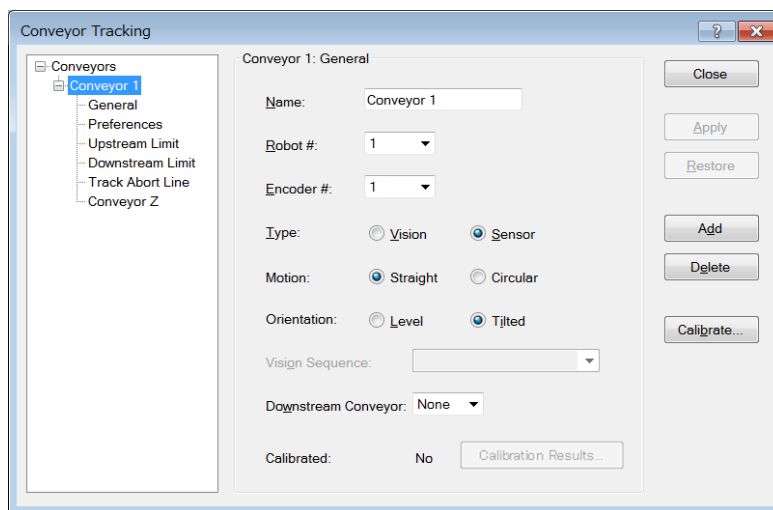 Conveyor Tracking
?
Conveyors
Conveyor 1
General
Preferences
Upstream Limit
Downstream Limit
Track Abort Line
Conveyor Z
Conveyor 1: General
Name: Conveyor 1
Robot #: 1
Encoder #: 1
Type: Vision Sensor
Motion: Straight Circular
Orientation: Level Tilted
Vision Sequence:
Downstream Conveyor: None
Calibrated: No Calibration Results...
Close
Apply
Restore
Add
Delete
Calibrate...